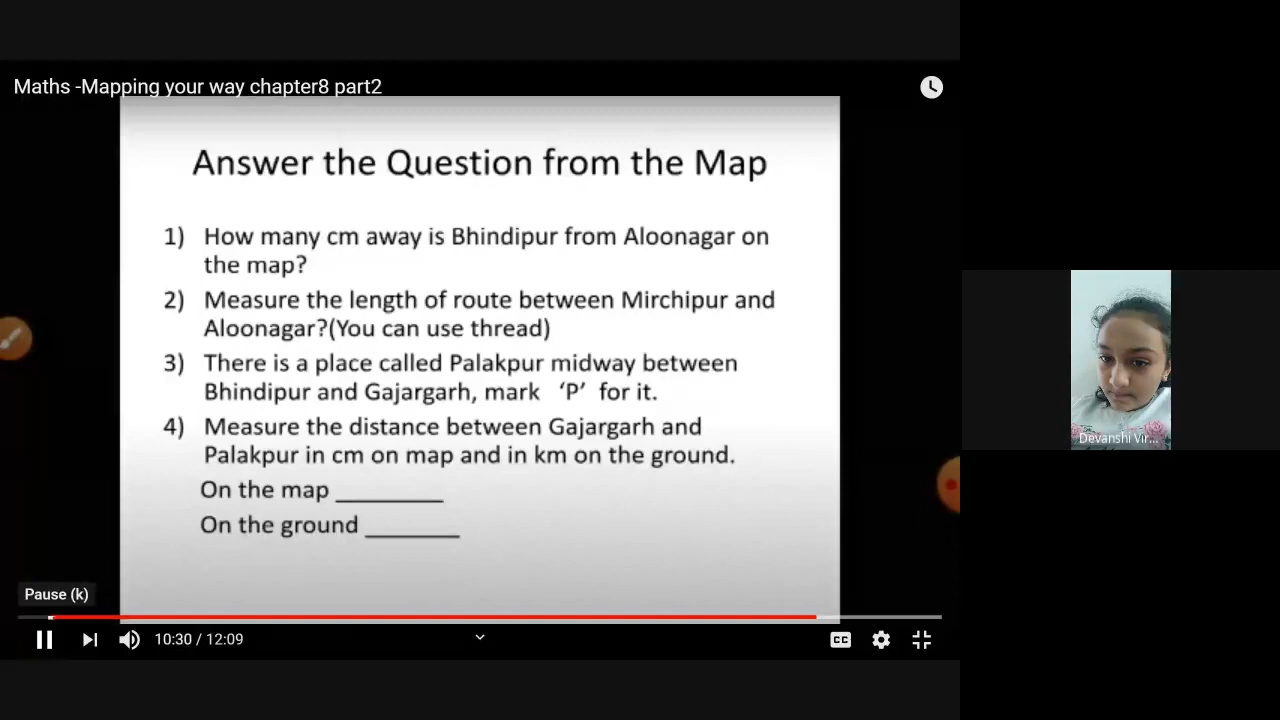 Maths -Mapping your way chapter8 part2
Answer the Question from the Map
1) How many cm away is Bhindipur from Aloonagar on
the map?
2) Measure the length of route between Mirchipur and
Aloonagar?(You can use thread)
3) There is a place called Palakpur midway between
Bhindipur and Gajargarh, mark ‘P’ for it.
4) Measure the distance between Gajargarh and
Palakpur in cm on map and in km on the ground.
On the map ________
On the ground _______
Devanshi Vir...
Pause (k)
10:30 / 12:09
CC